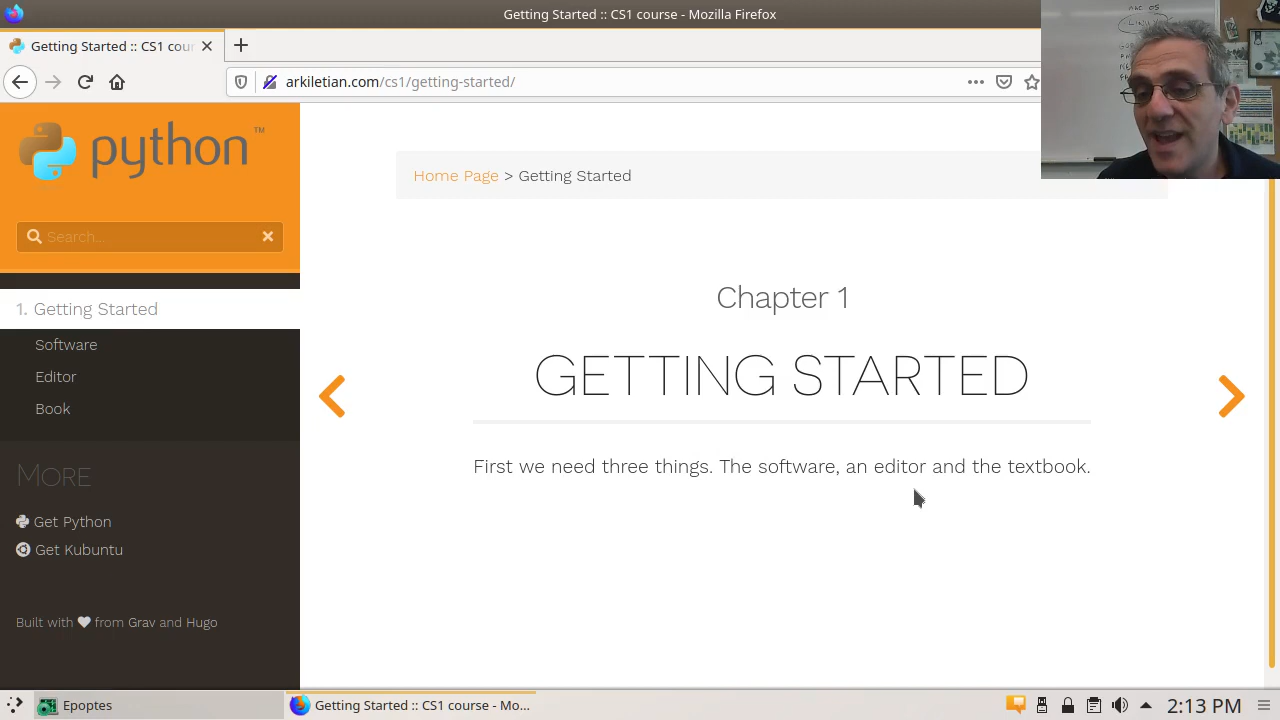 Getting Started :: CS1 course - Mozilla Firefox
Getting Started :: CS1 cour
arkiletian.com/cs1/getting-started/
python™
Search...
1. Getting Started
Software
Editor
Book
More
Get Python
Get Kubuntu
Built with from Grav and Hugo
Home Page > Getting Started
Chapter 1
GETTING STARTED
First we need three things. The software, an editor and the textbook.
Epoptes
Getting Started :: CS1 course - Mo...
2:13 PM